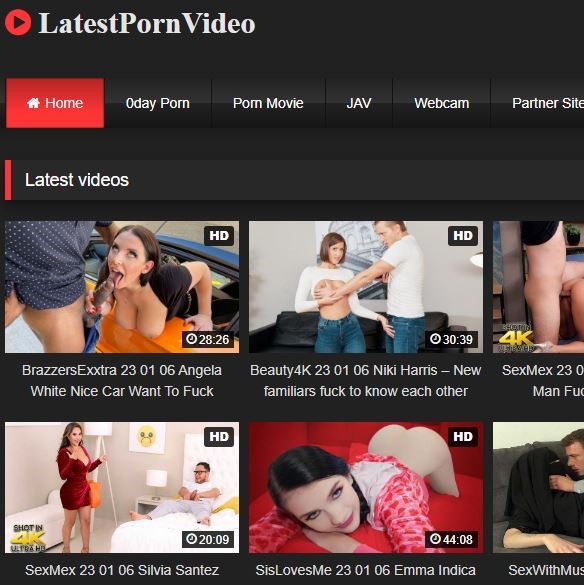 LatestPornVideo
Home
0day Porn
Porn Movie
JAV
Webcam
Partner Site
Latest videos
HD
HD
28:26
30:39
SHOT IN
4K
ULTRA HD
BrazzersExxtra 23 01 06 Angela
White Nice Car Want To Fuck
Beauty4K 23 01 06 Niki Harris – New
familiars fuck to know each other
SexMex 23 0
Man Fuc
HD
HD
SHOT IN
4K
ULTRA HD
20:09
44:08
SexMex 23 01 06 Silvia Santez
SisLovesMe 23 01 06 Emma Indica
SexWithMus